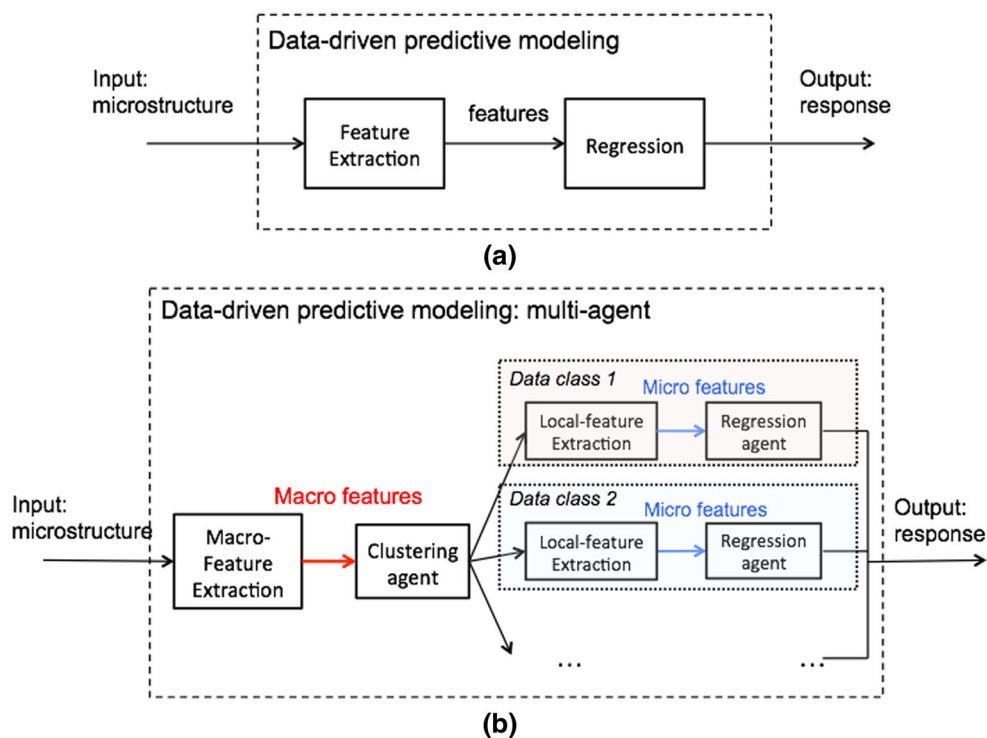 Data-driven predictive modeling
Input:
microstructure
Feature
Extraction
features
Regression
Output:
response
(a)
Data-driven predictive modeling: multi-agent
Input:
microstructure
Macro-
Feature
Extraction
Macro features
Clustering
agent
Data class 1
Micro features
Local-feature
Extraction
Regression
agent
Data class 2
Micro features
Local-feature
Extraction
Regression
agent
...
...
Output:
response
(b)